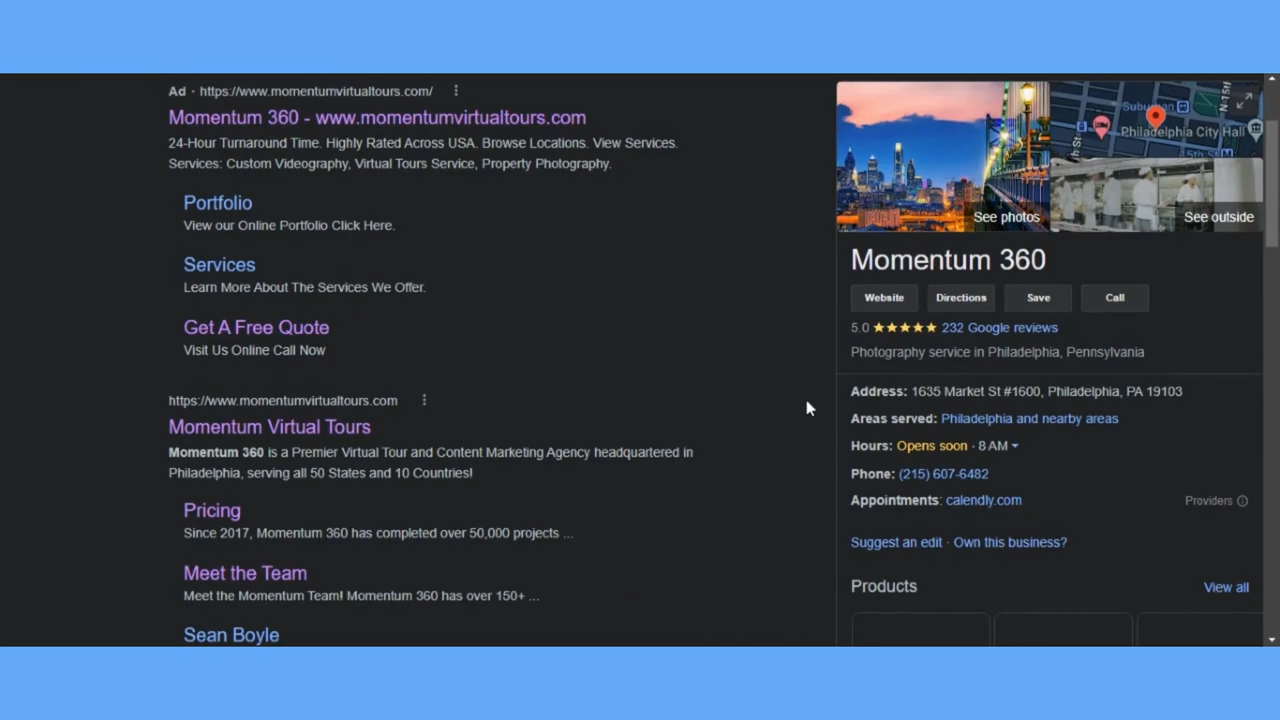 Ad · https://www.momentumvirtualtours.com/
Momentum 360 - www.momentumvirtualtours.com
24-Hour Turnaround Time. Highly Rated Across USA. Browse Locations. View Services.
Services: Custom Videography, Virtual Tours Service, Property Photography.
Portfolio
View our Online Portfolio Click Here.
Services
Learn More About The Services We Offer.
Get A Free Quote
Visit Us Online Call Now
https://www.momentumvirtualtours.com
Momentum Virtual Tours
Momentum 360 is a Premier Virtual Tour and Content Marketing Agency headquartered in
Philadelphia, serving all 50 States and 10 Countries!
Pricing
Since 2017, Momentum 360 has completed over 50,000 projects ...
Meet the Team
Meet the Momentum Team! Momentum 360 has over 150+ ...
Sean Boyle
N 15th
Suburban
Philadelphia City Hall
15th St
See photos
See outside
Momentum 360
Website Directions Save Call
5.0 ★★★★★ 232 Google reviews
Photography service in Philadelphia, Pennsylvania
Address: 1635 Market St #1600, Philadelphia, PA 19103
Areas served: Philadelphia and nearby areas
Hours: Opens soon · 8 AM
Phone: (215) 607-6482
Appointments: calendly.com Providers
Suggest an edit · Own this business?
Products View all